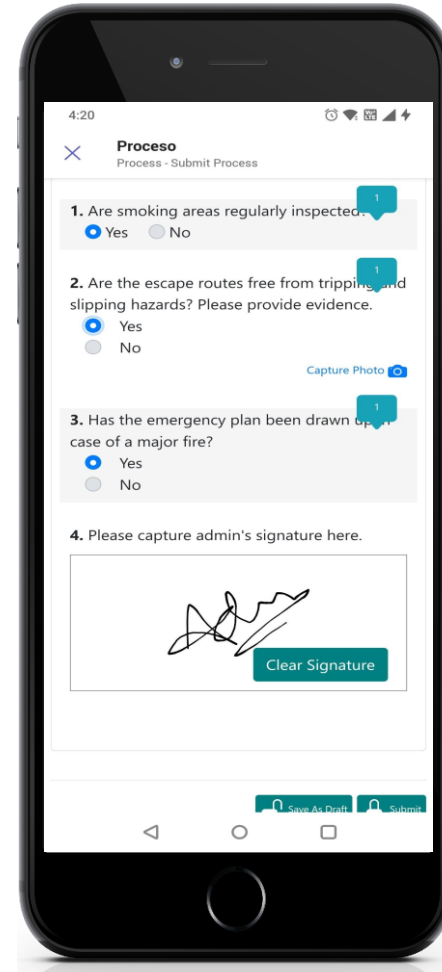 4:20
Proceso
Process - Submit Process
1
1. Are smoking areas regularly inspected?
Yes No
1
2. Are the escape routes free from tripping and
slipping hazards? Please provide evidence.
Yes
No
Capture Photo
1
3. Has the emergency plan been drawn
case of a major fire?
Yes
No
4. Please capture admin's signature here.
Adm
Clear Signature
Save As Draft Submit